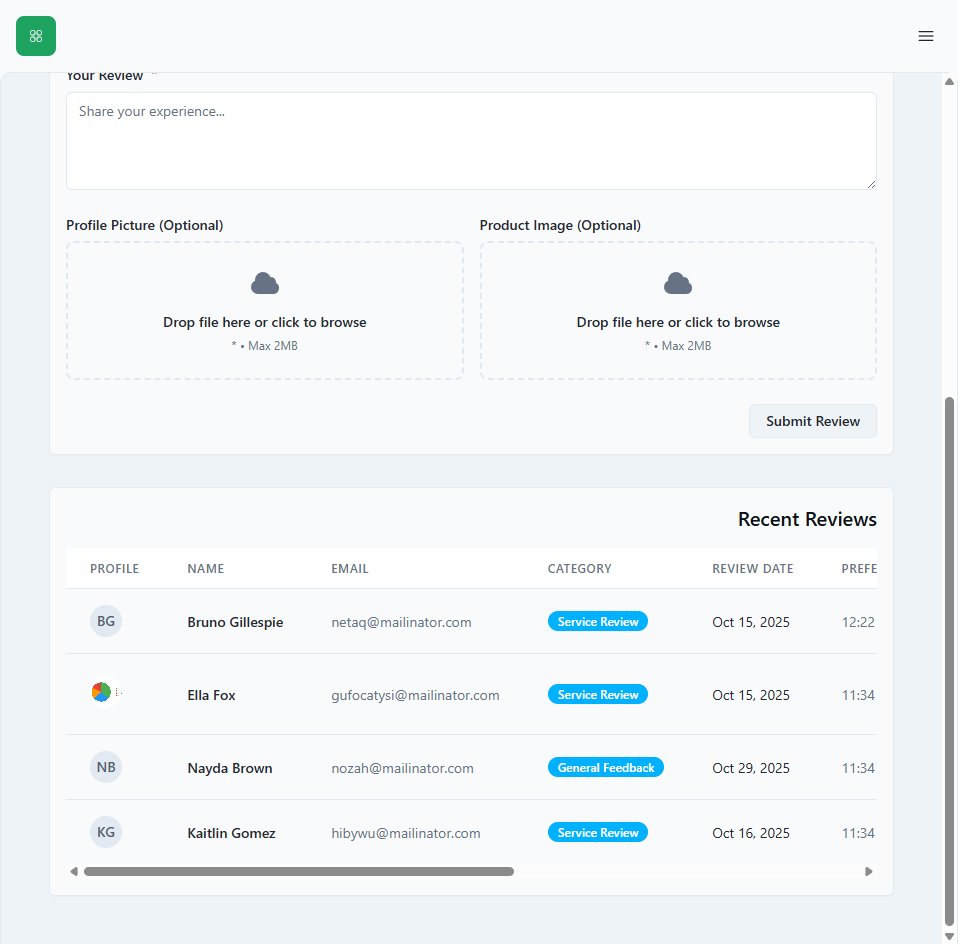 Your Review *
Share your experience...
Profile Picture (Optional)
Product Image (Optional)
Drop file here or click to browse
* • Max 2MB
Drop file here or click to browse
* • Max 2MB
Submit Review
Recent Reviews
PROFILE NAME EMAIL CATEGORY REVIEW DATE PREFE
BG Bruno Gillespie netaq@mailinator.com Service Review Oct 15, 2025 12:22
Ella Fox gufocatysi@mailinator.com Service Review Oct 15, 2025 11:34
NB Nayda Brown nozah@mailinator.com General Feedback Oct 29, 2025 11:34
KG Kaitlin Gomez hibywu@mailinator.com Service Review Oct 16, 2025 11:34